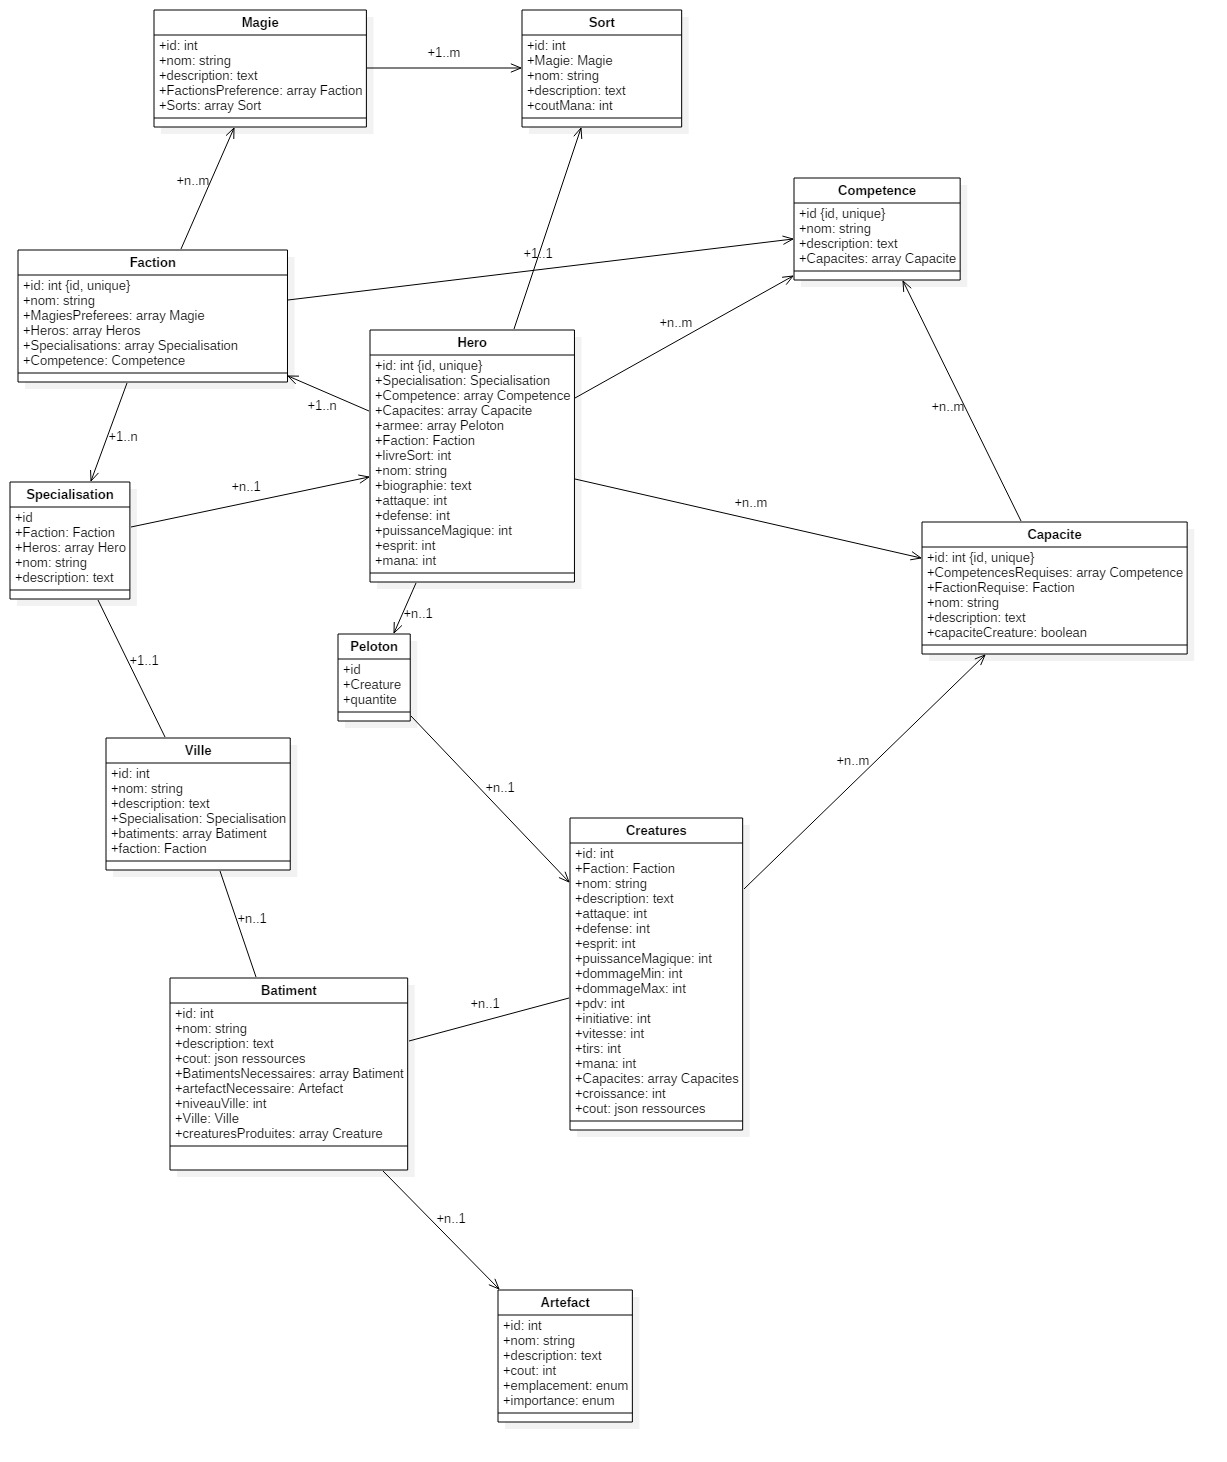 Magie
+id: int
+nom: string
+description: text
+FactionsPreference: array Faction
+Sorts: array Sort
+1..m
Sort
+id: int
+Magie: Magie
+nom: string
+description: text
+coutMana: int
+n..m
Competence
+id {id, unique}
+nom: string
+description: text
+Capacites: array Capacite
+1..1
Faction
+id: int {id, unique}
+nom: string
+MagiesPreferees: array Magie
+Heros: array Heros
+Specialisations: array Specialisation
+Competence: Competence
Hero
+id: int {id, unique}
+Specialisation: Specialisation
+Competence: array Competence
+Capacites: array Capacite
+armee: array Peloton
+Faction: Faction
+livreSort: int
+nom: string
+biographie: text
+attaque: int
+defense: int
+puissanceMagique: int
+esprit: int
+mana: int
+n..m
+1..n
+n..m
+1..n
+n..1
+n..m
Specialisation
+id
+Faction: Faction
+Heros: array Hero
+nom: string
+description: text
Capacite
+id: int {id, unique}
+CompetencesRequises: array Competence
+FactionRequise: Faction
+nom: string
+description: text
+capaciteCreature: boolean
+n..1
Peloton
+id
+Creature
+quantite
+1..1
Ville
+id: int
+nom: string
+description: text
+Specialisation: Specialisation
+batiments: array Batiment
+faction: Faction
+n..1
+n..m
Creatures
+id: int
+Faction: Faction
+nom: string
+description: text
+attaque: int
+defense: int
+esprit: int
+puissanceMagique: int
+dommageMin: int
+dommageMax: int
+pdv: int
+initiative: int
+vitesse: int
+tirs: int
+mana: int
+Capacites: array Capacites
+croissance: int
+cout: json ressources
+n..1
+n..1
Batiment
+id: int
+nom: string
+description: text
+cout: json ressources
+BatimentsNecessaires: array Batiment
+artefactNecessaire: Artefact
+niveauVille: int
+Ville: Ville
+creaturesProduites: array Creature
+n..1
Artefact
+id: int
+nom: string
+description: text
+cout: int
+emplacement: enum
+importance: enum